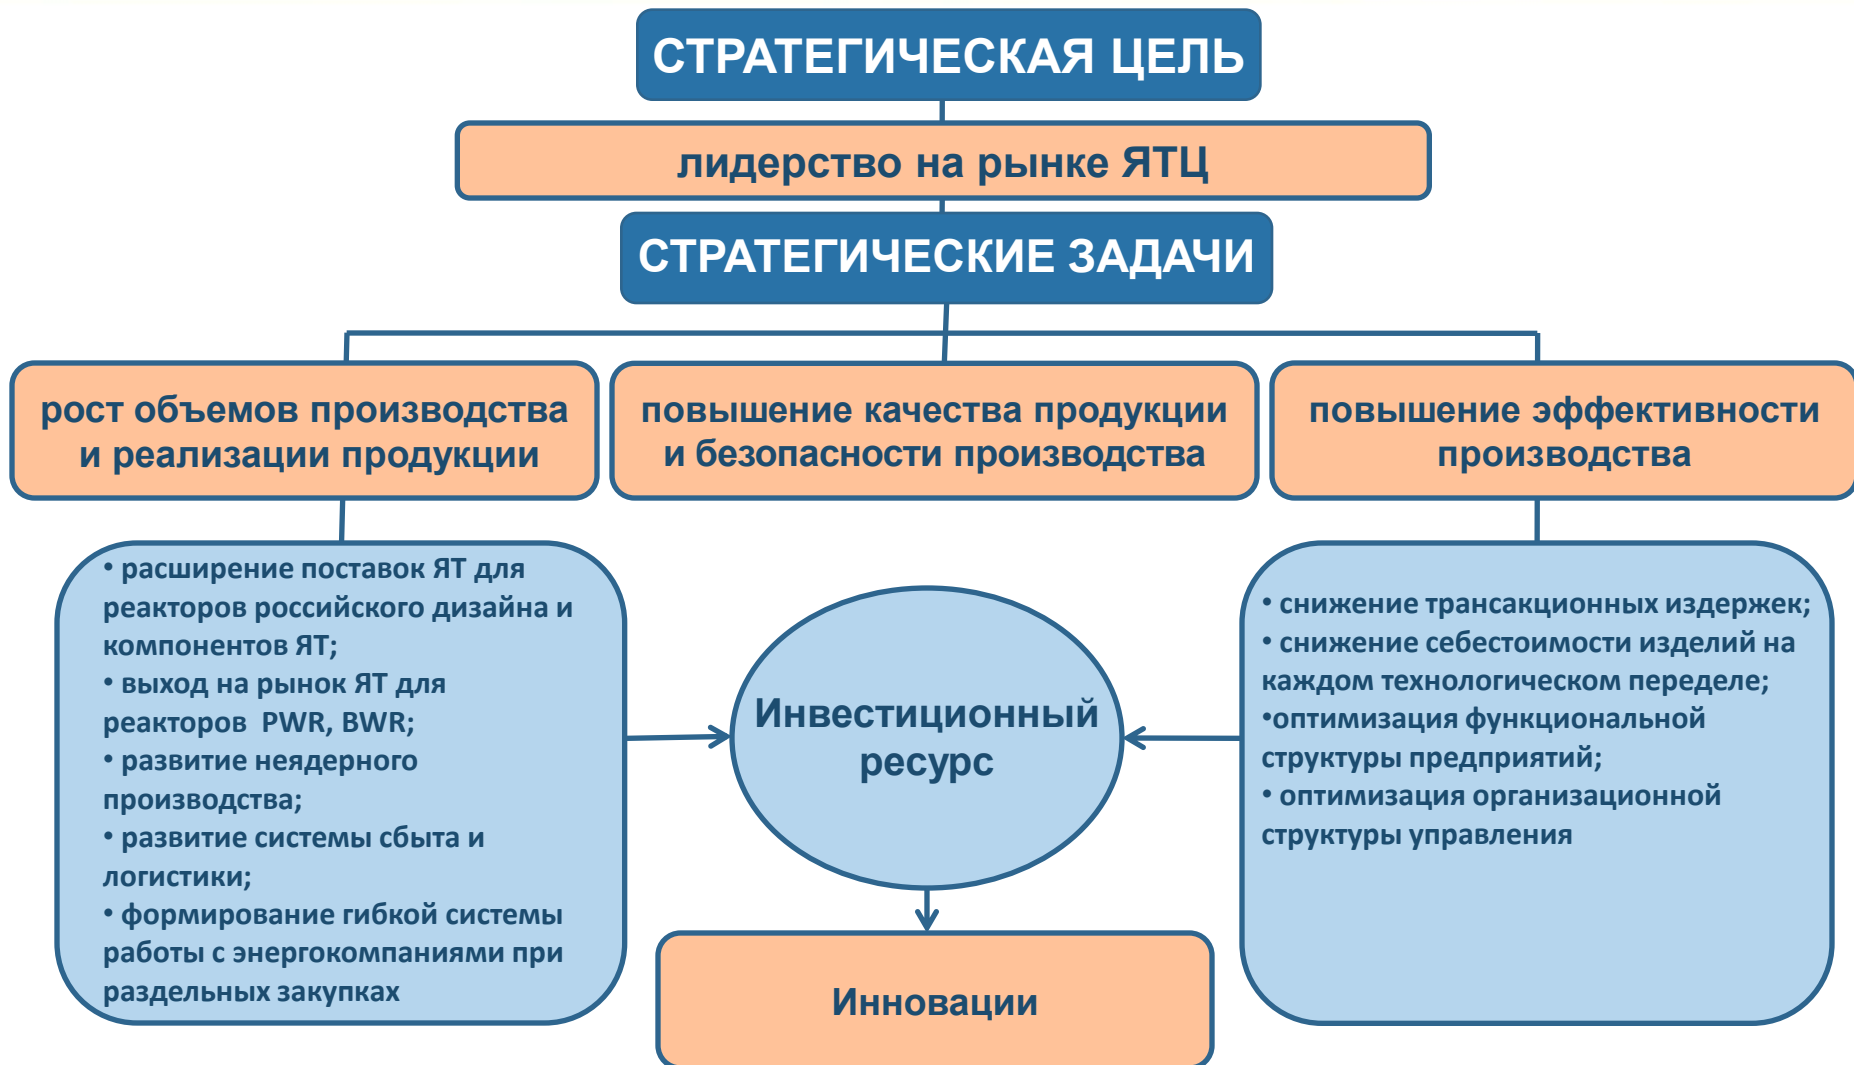 СТРАТЕГИЧЕСКАЯ ЦЕЛЬ
лидерство на рынке ЯТЦ
СТРАТЕГИЧЕСКИЕ ЗАДАЧИ
рост объемов производства
и реализации продукции
повышение качества продукции
и безопасности производства
повышение эффективности
производства
• расширение поставок ЯТ для
реакторов российского дизайна и
компонентов ЯТ;
• выход на рынок ЯТ для
реакторов PWR, BWR;
• развитие неядерного
производства;
• развитие системы сбыта и
логистики;
• формирование гибкой системы
работы с энергокомпаниями при
раздельных закупках
Инвестиционный
ресурс
• снижение трансакционных издержек;
• снижение себестоимости изделий на
каждом технологическом переделе;
•оптимизация функциональной
структуры предприятий;
• оптимизация организационной
структуры управления
Инновации